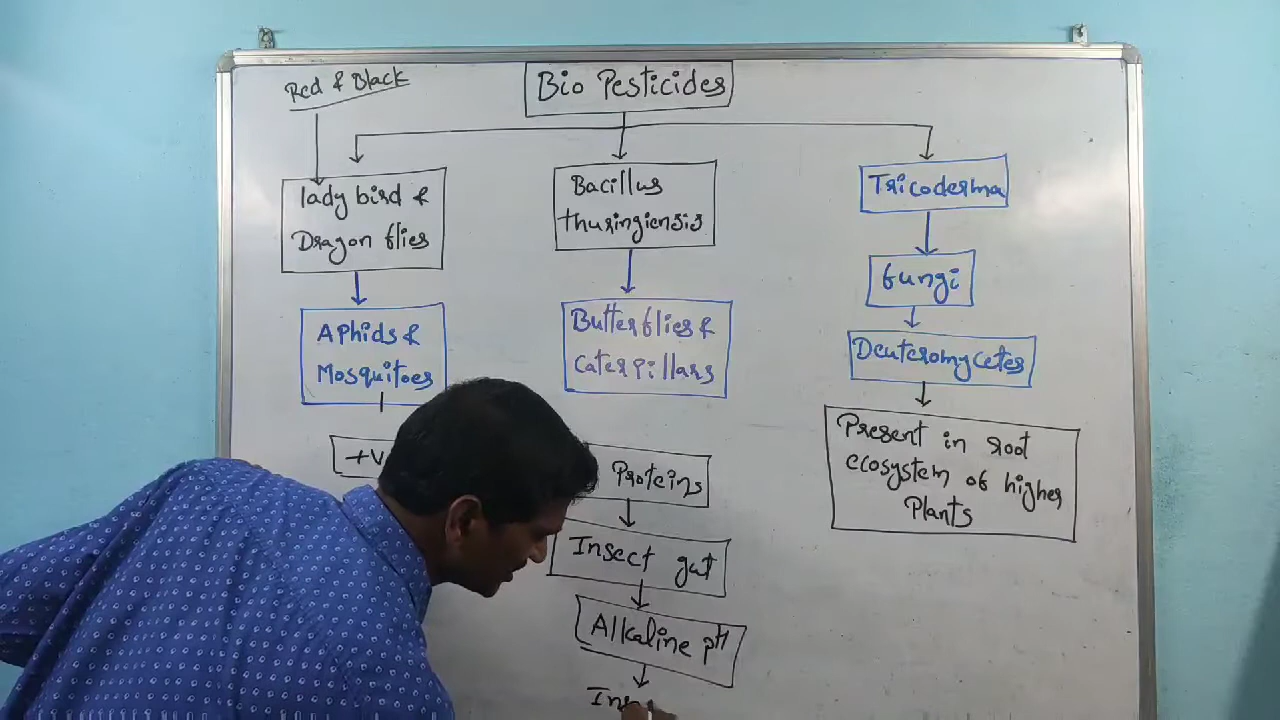 Red & Black
Bio Pesticides
lady bird &
Dragon flies
Bacillus
thuringiensis
Tricoderma
fungi
Aphids &
Mosquitoes
Butterflies &
caterpillars
Deuteromycetes
Present in root
ecosystem of higher
Plants
+V
Proteins
Insect gut
Alkaline pH